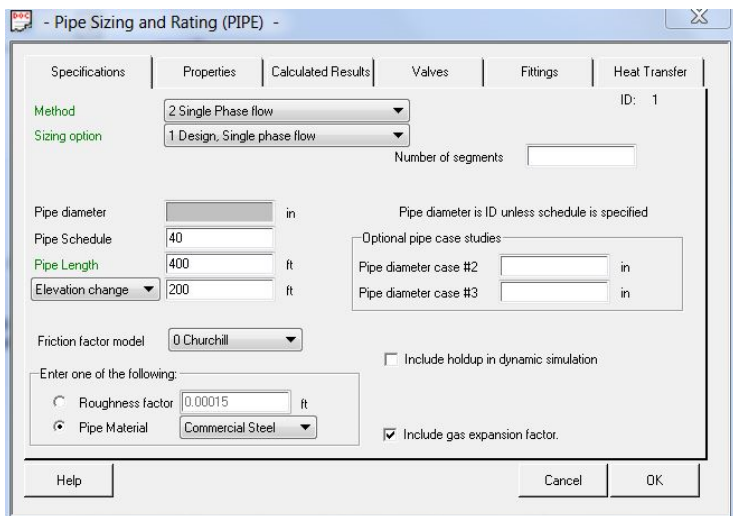 DOC - Pipe Sizing and Rating (PIPE) -
Specifications Properties Calculated Results Valves Fittings Heat Transfer
ID: 1
Method 2 Single Phase flow
Sizing option 1 Design, Single phase flow
Number of segments
Pipe diameter in Pipe diameter is ID unless schedule is specified
Pipe Schedule 40 Optional pipe case studies
Pipe Length 400 ft Pipe diameter case #2 in
Elevation change 200 ft Pipe diameter case #3 in
Friction factor model 0 Churchill
Include holdup in dynamic simulation
Enter one of the following:
Roughness factor 0.00015 ft
Pipe Material Commercial Steel Include gas expansion factor.
Help Cancel OK